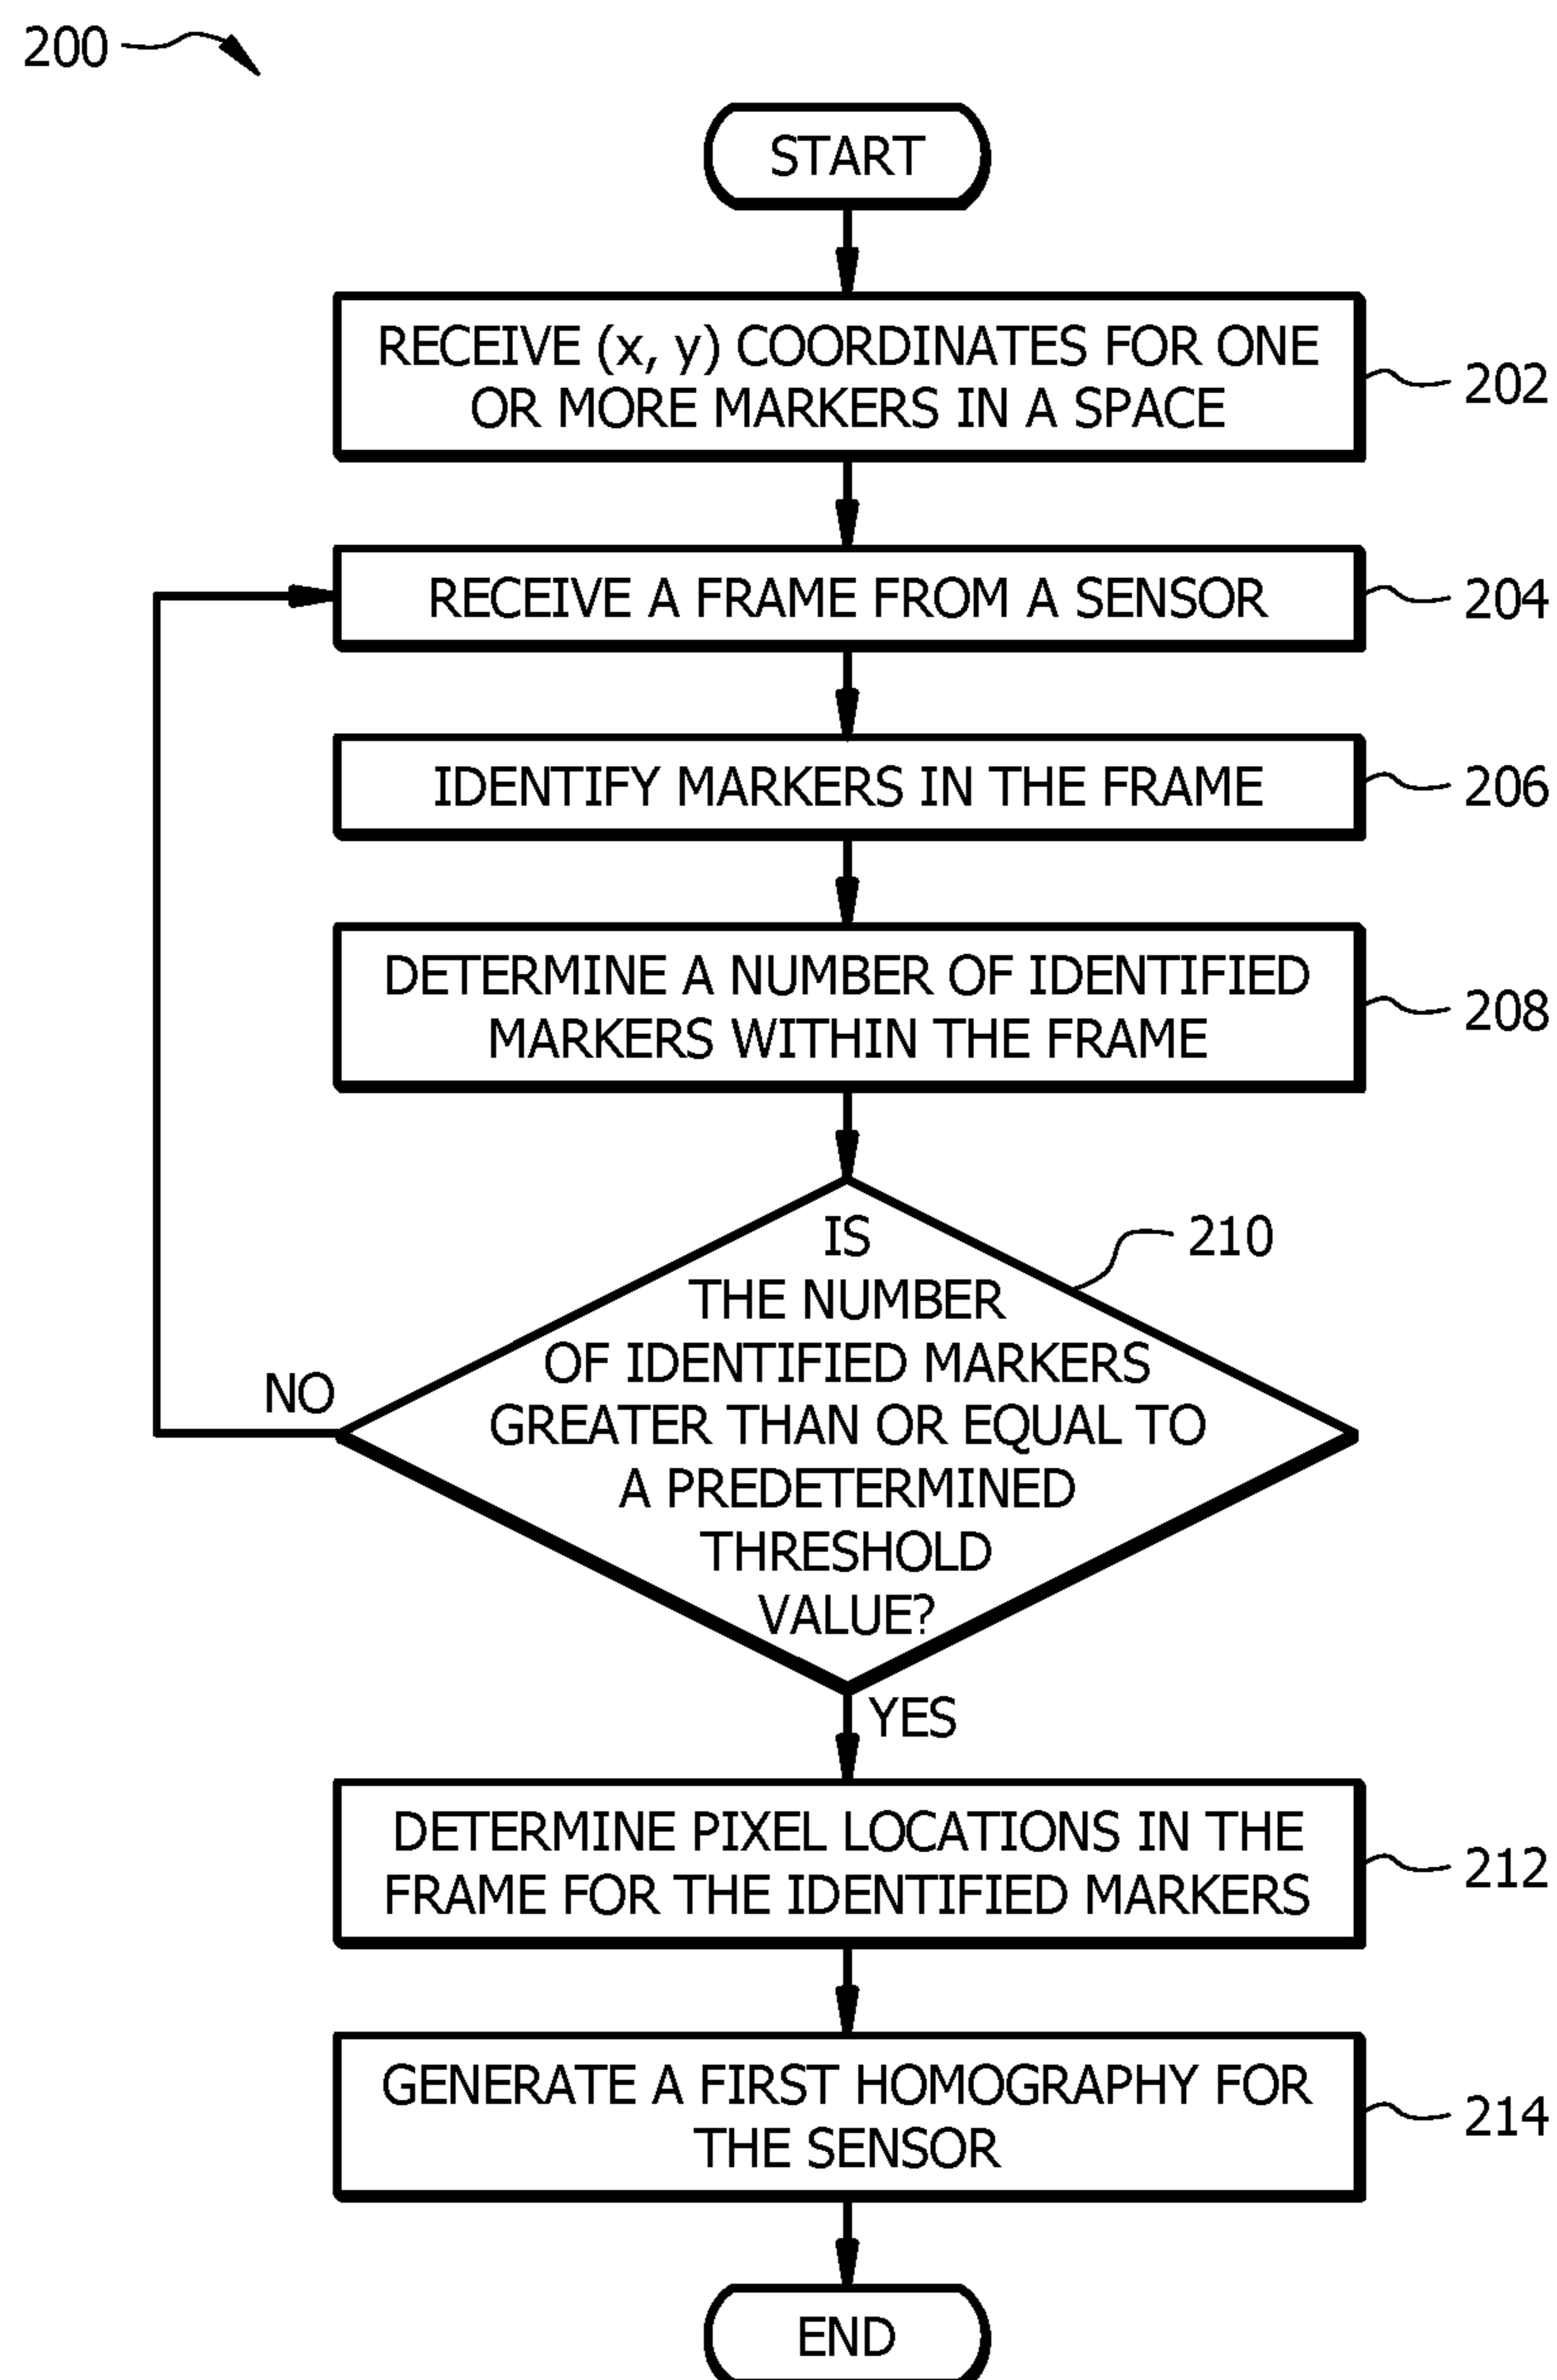 200
START
RECEIVE (x, y) COORDINATES FOR ONE
OR MORE MARKERS IN A SPACE
202
RECEIVE A FRAME FROM A SENSOR
204
IDENTIFY MARKERS IN THE FRAME
206
DETERMINE A NUMBER OF IDENTIFIED
MARKERS WITHIN THE FRAME
208
IS
THE NUMBER
OF IDENTIFIED MARKERS
GREATER THAN OR EQUAL TO
A PREDETERMINED
THRESHOLD
VALUE?
210
NO
YES
DETERMINE PIXEL LOCATIONS IN THE
FRAME FOR THE IDENTIFIED MARKERS
212
GENERATE A FIRST HOMOGRAPHY FOR
THE SENSOR
214
END